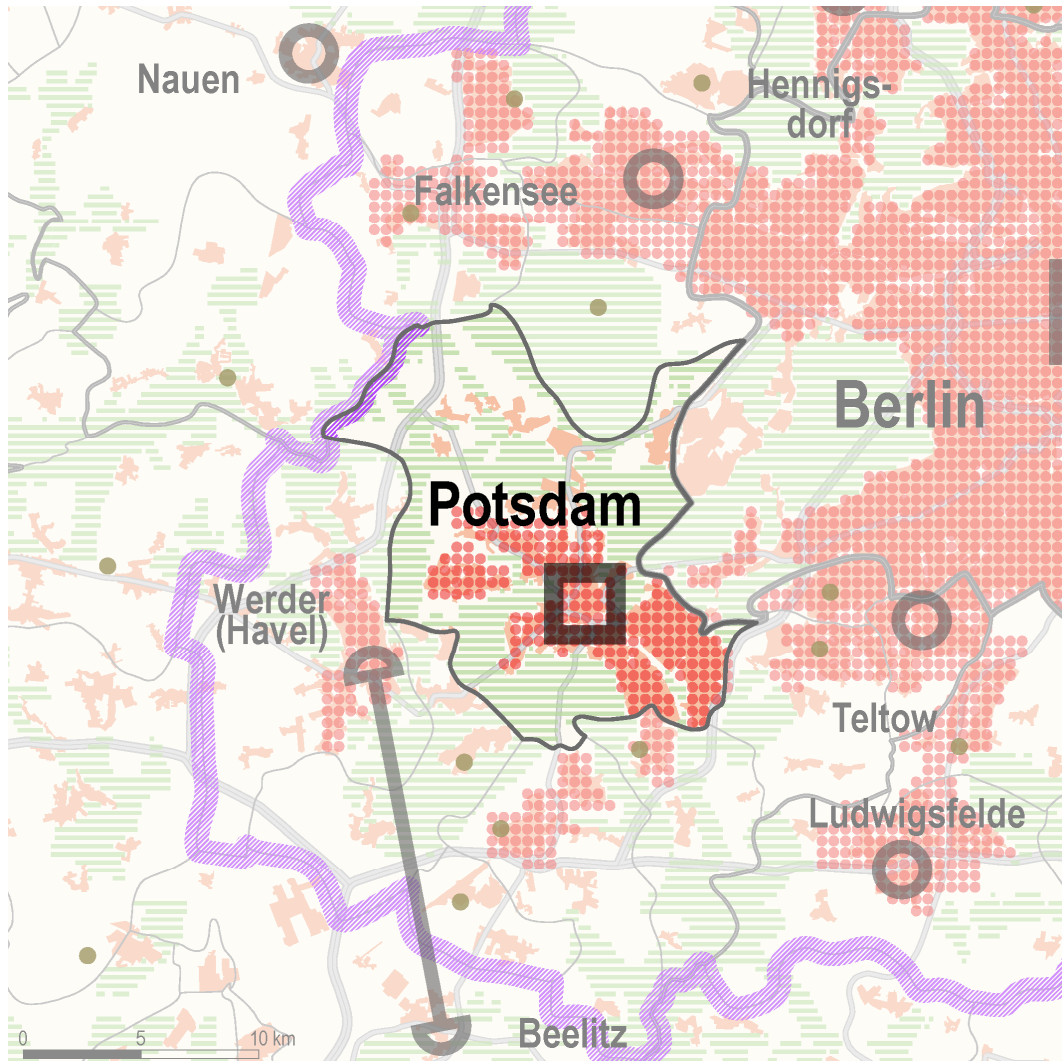 Nauen
Hennigs-
dorf
Falkensee
Berlin
Potsdam
Werder
(Havel)
Teltow
Ludwigsfelde
Beelitz
0 5 10 km